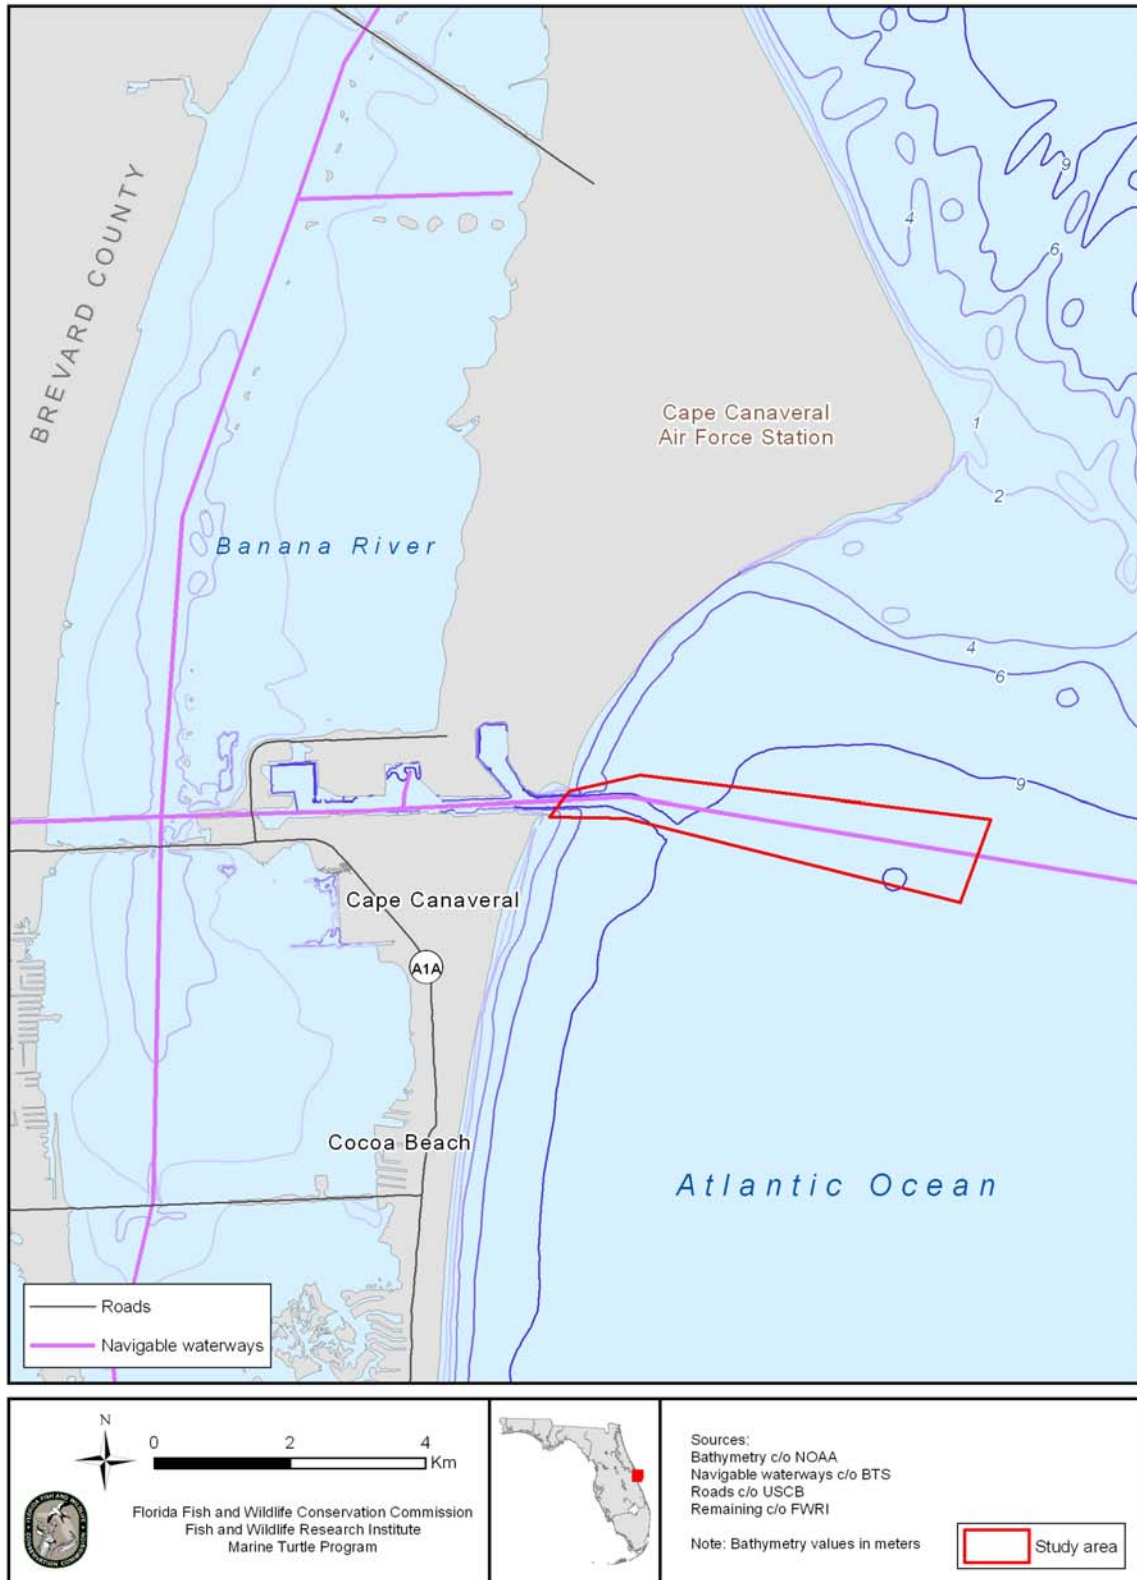 BREVARD COUNTY
9
4
6
Cape Canaveral
Air Force Station
1
2
Banana River
4
6
9
Cape Canaveral
A1A
Cocoa Beach
Atlantic Ocean
Roads
Navigable waterways
N
0 2 4
Km
Florida Fish and Wildlife Conservation Commission
Fish and Wildlife Research Institute
Marine Turtle Program
Sources:
Bathymetry c/o NOAA
Navigable waterways c/o BTS
Roads c/o USCB
Remaining c/o FWRI
Note: Bathymetry values in meters
Study area